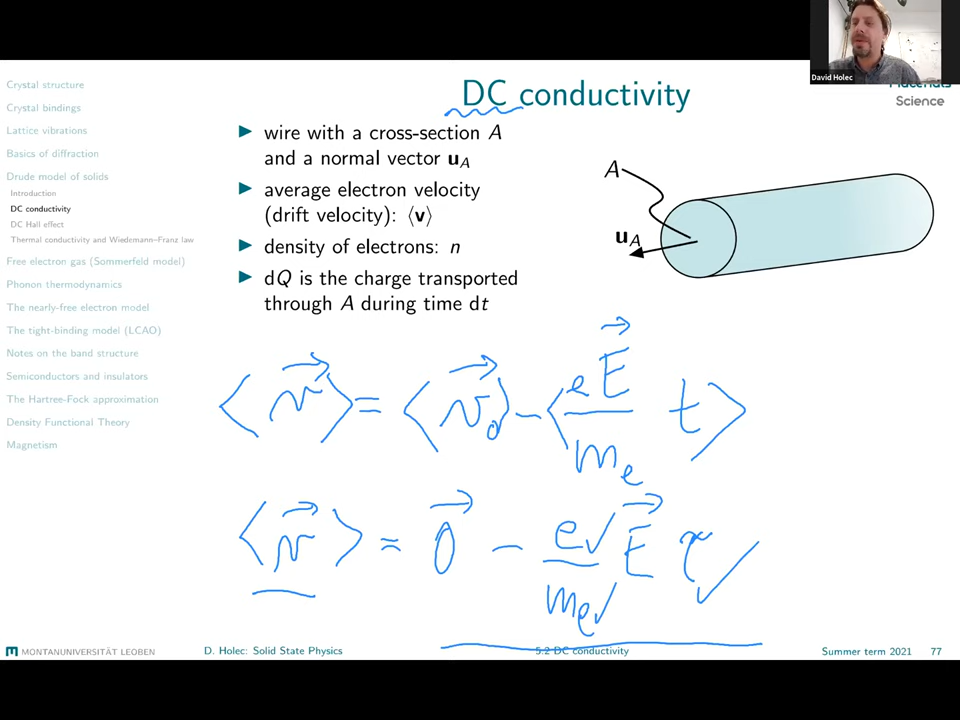 David Holec
Materials
Science
DC conductivity
Crystal structure
Crystal bindings
Lattice vibrations
Basics of diffraction
Drude model of solids
Introduction
DC conductivity
DC Hall effect
Thermal conductivity and Wiedemann–Franz law
Free electron gas (Sommerfeld model)
Phonon thermodynamics
The nearly-free electron model
The tight-binding model (LCAO)
Notes on the band structure
Semiconductors and insulators
The Hartree-Fock approximation
Density Functional Theory
Magnetism
▶ wire with a cross-section A
and a normal vector u_A
▶ average electron velocity
(drift velocity): ⟨v⟩
▶ density of electrons: n
▶ dQ is the charge transported
through A during time dt
A
u_A
⟨v⃗⟩ = ⟨v⃗₀⟩ − ⟨eE⃗/mₑ t⟩
⟨v⃗⟩ = 0⃗ − e✓/mₑ✓ E⃗ τ✓
MONTANUNIVERSITÄT LEOBEN
D. Holec: Solid State Physics
5.2 DC conductivity
Summer term 2021 77